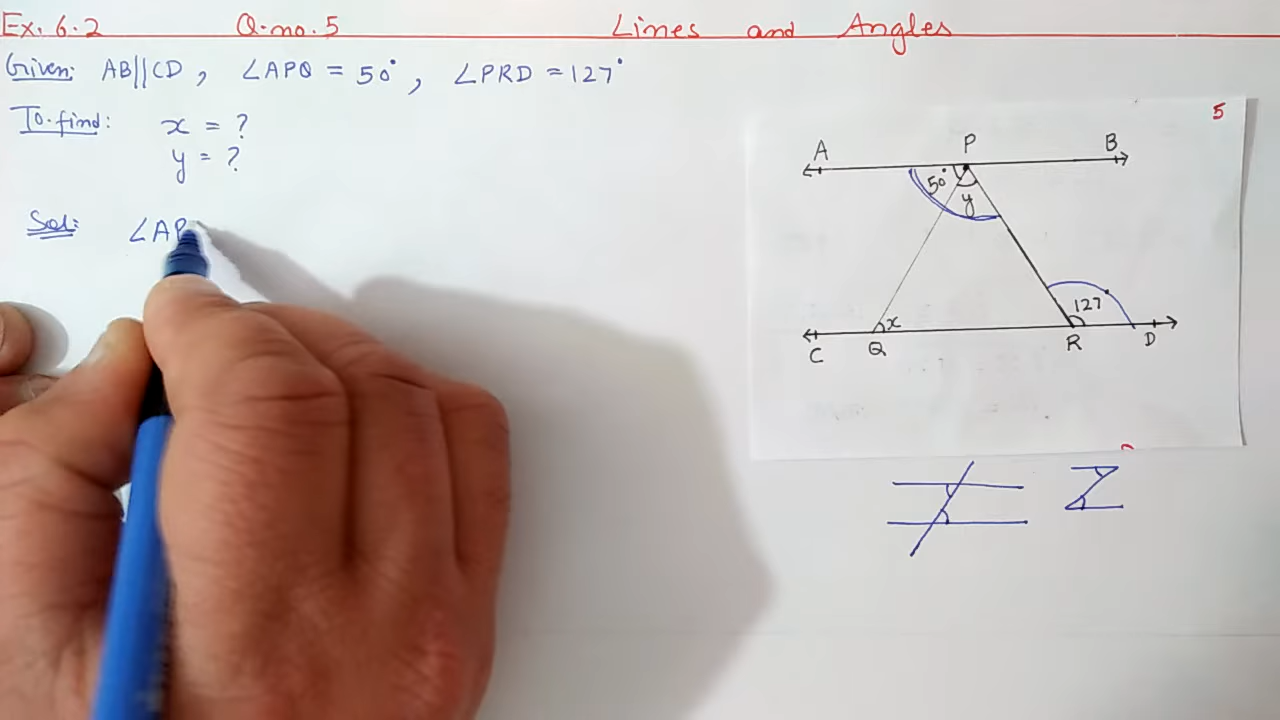 Ex. 6.2 Q.no.5 Lines and Angles
Given: AB||CD, ∠APQ = 50°, ∠PRD = 127°
To.find: x = ?
y = ?
Sol: ∠AP
5
A P B
50° y
x 127
C Q R D